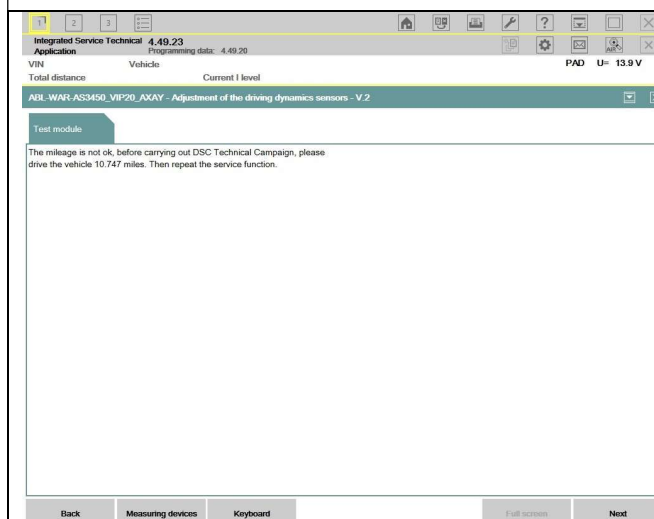 1 2 3 ?
Integrated Service Technical 4.49.23
Application Programming data: 4.49.20
VIN Vehicle PAD U= 13.9 V
Total distance Current I level
ABL-WAR-AS3450_VIP20_AXAY - Adjustment of the driving dynamics sensors - V.2
Test module
The mileage is not ok, before carrying out DSC Technical Campaign, please
drive the vehicle 10.747 miles. Then repeat the service function.
Back Measuring devices Keyboard Full screen Next